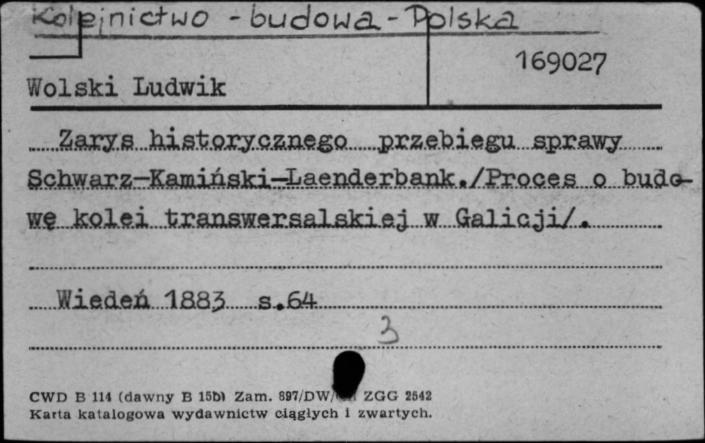 Kolejnictwo - budowa - Polska
169027
Wolski Ludwik
Zarys historycznego przebiegu sprawy
Schwarz-Kamiński-Laenderbank./Proces o budo-
wę kolei transwersalskiej w Galicji/.
Wiedeń 1883 s.64
3
CWD B 114 (dawny B 15b) Zam. 897/DW/ ZGG 2542
Karta katalogowa wydawnictw ciągłych i zwartych.